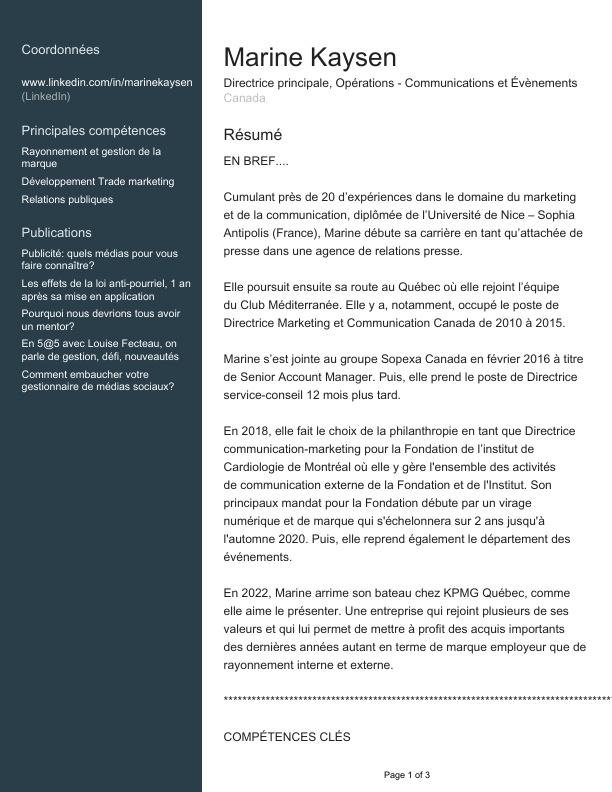 Coordonnées
www.linkedin.com/in/marinekaysen
(LinkedIn)
Principales compétences
Rayonnement et gestion de la
marque
Développement Trade marketing
Relations publiques
Publications
Publicité: quels médias pour vous
faire connaître?
Les effets de la loi anti-pourriel, 1 an
après sa mise en application
Pourquoi nous devrions tous avoir
un mentor?
En 5@5 avec Louise Fecteau, on
parle de gestion, défi, nouveautés
Comment embaucher votre
gestionnaire de médias sociaux?
Marine Kaysen
Directrice principale, Opérations - Communications et Évènements
Canada
Résumé
EN BREF....
Cumulant près de 20 d’expériences dans le domaine du marketing
et de la communication, diplômée de l’Université de Nice – Sophia
Antipolis (France), Marine débute sa carrière en tant qu’attachée de
presse dans une agence de relations presse.
Elle poursuit ensuite sa route au Québec où elle rejoint l’équipe
du Club Méditerranée. Elle y a, notamment, occupé le poste de
Directrice Marketing et Communication Canada de 2010 à 2015.
Marine s’est jointe au groupe Sopexa Canada en février 2016 à titre
de Senior Account Manager. Puis, elle prend le poste de Directrice
service-conseil 12 mois plus tard.
En 2018, elle fait le choix de la philanthropie en tant que Directrice
communication-marketing pour la Fondation de l’institut de
Cardiologie de Montréal où elle y gère l'ensemble des activités
de communication externe de la Fondation et de l'Institut. Son
principaux mandat pour la Fondation débute par un virage
numérique et de marque qui s'échelonnera sur 2 ans jusqu'à
l'automne 2020. Puis, elle reprend également le département des
événements.
En 2022, Marine arrime son bateau chez KPMG Québec, comme
elle aime le présenter. Une entreprise qui rejoint plusieurs de ses
valeurs et qui lui permet de mettre à profit des acquis importants
des dernières années autant en terme de marque employeur que de
rayonnement interne et externe.
***********************************************************************************
COMPÉTENCES CLÉS
Page 1 of 3